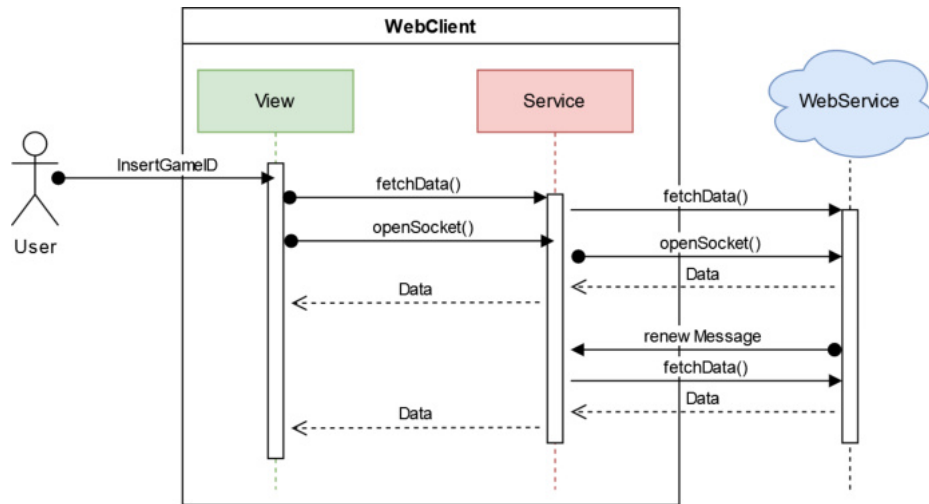 WebClient
View
Service
WebService
InsertGameID
User
fetchData()
fetchData()
openSocket()
openSocket()
Data
Data
renew Message
fetchData()
Data
Data